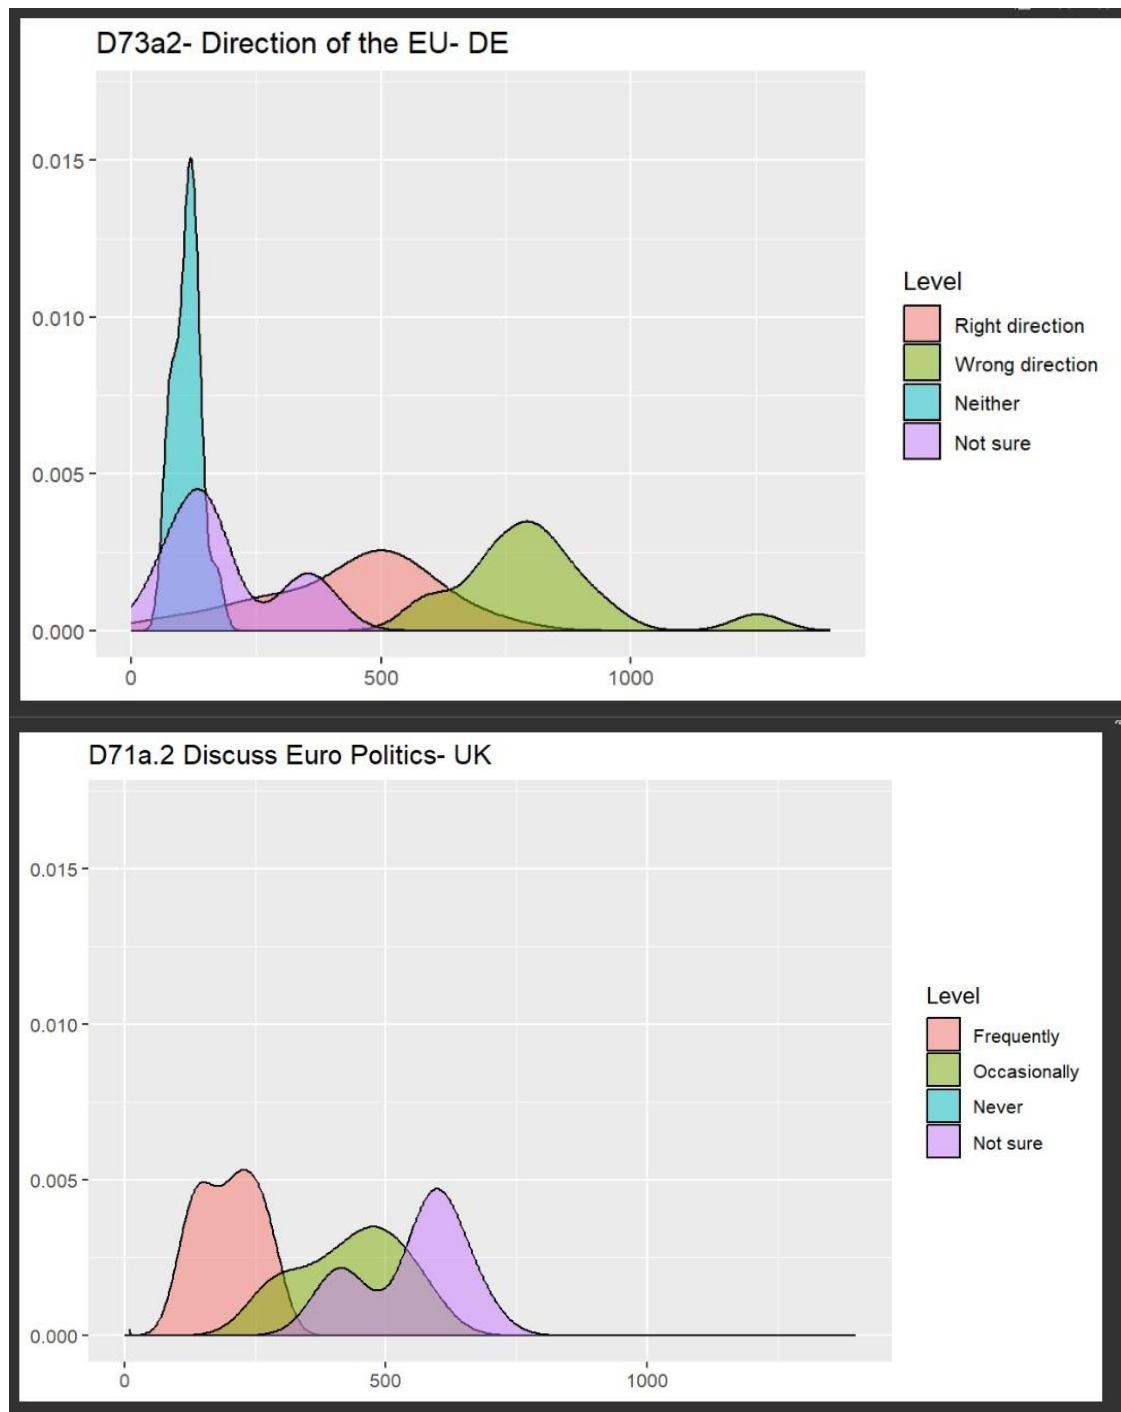 D73a2- Direction of the EU- DE
0.015
0.010
0.005
0.000
0
500
1000
Level
Right direction
Wrong direction
Neither
Not sure
D71a.2 Discuss Euro Politics- UK
0.015
0.010
0.005
0.000
0
500
1000
Level
Frequently
Occasionally
Never
Not sure